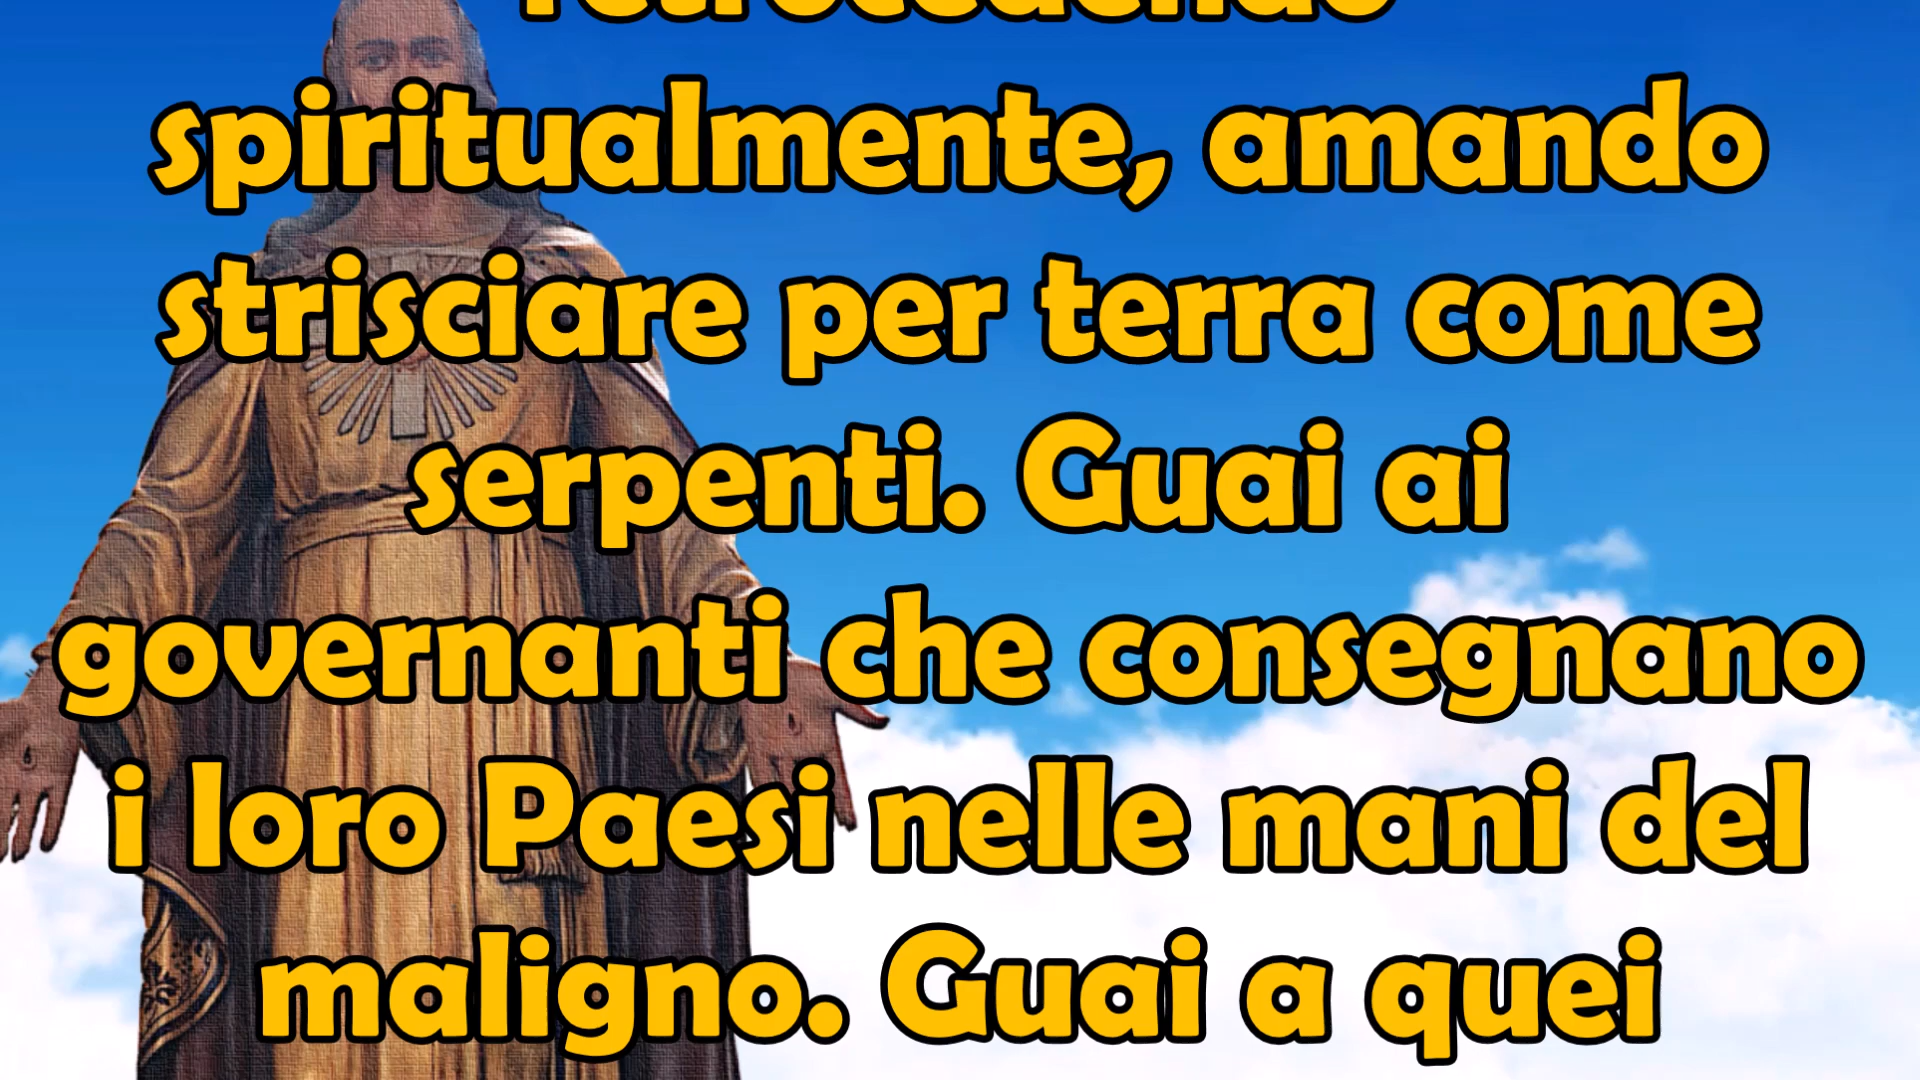 retrocedendo
spiritualmente, amando
strisciare per terra come
serpenti. Guai ai
governanti che consegnano
i loro Paesi nelle mani del
maligno. Guai a quei